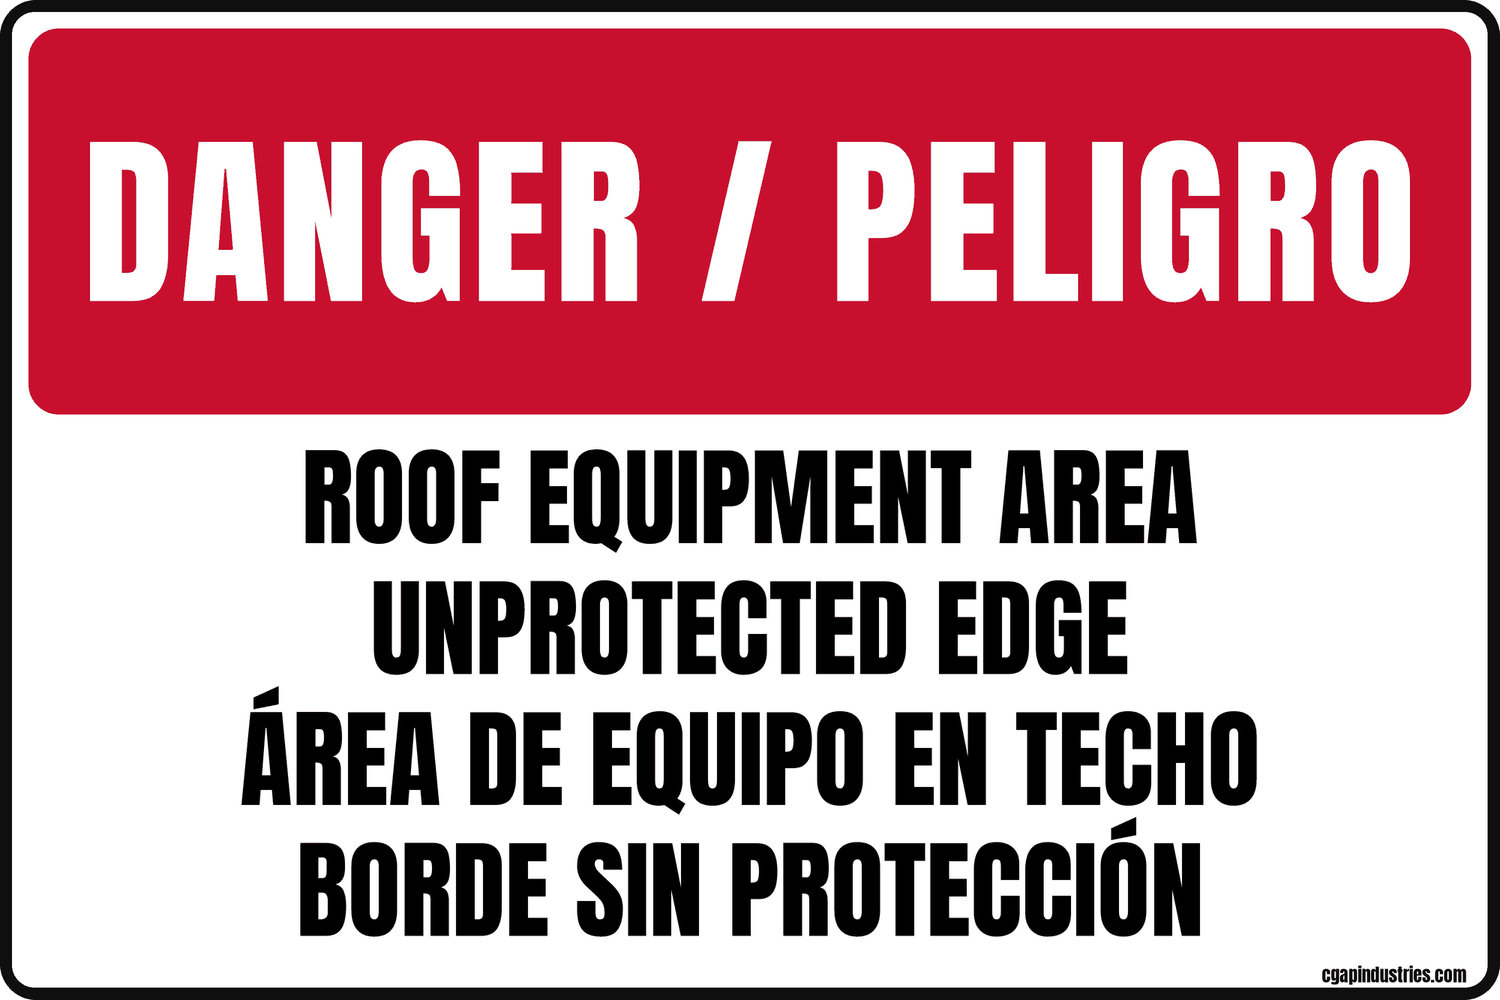 DANGER / PELIGRO
ROOF EQUIPMENT AREA
UNPROTECTED EDGE
ÁREA DE EQUIPO EN TECHO
BORDE SIN PROTECCIÓN
cgapindustries.com